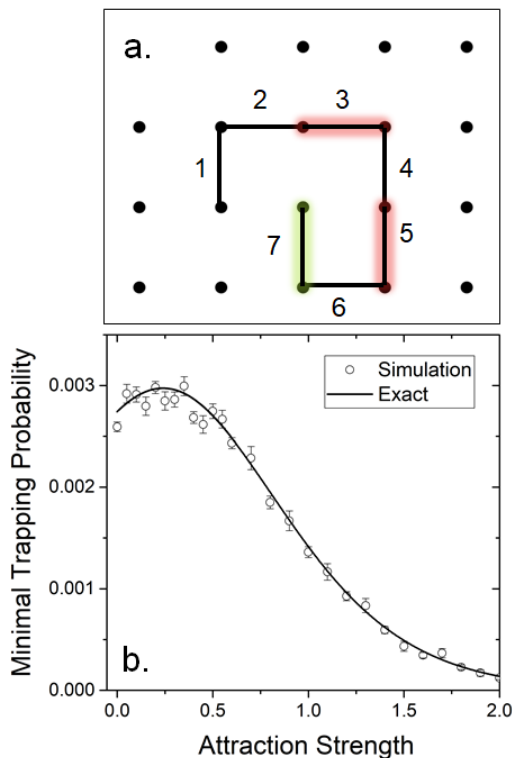 a.
2 3
1 4
7 5
6
Minimal Trapping Probability
0.003
0.002
0.001
0.000
Simulation
Exact
b.
0.0 0.5 1.0 1.5 2.0
Attraction Strength